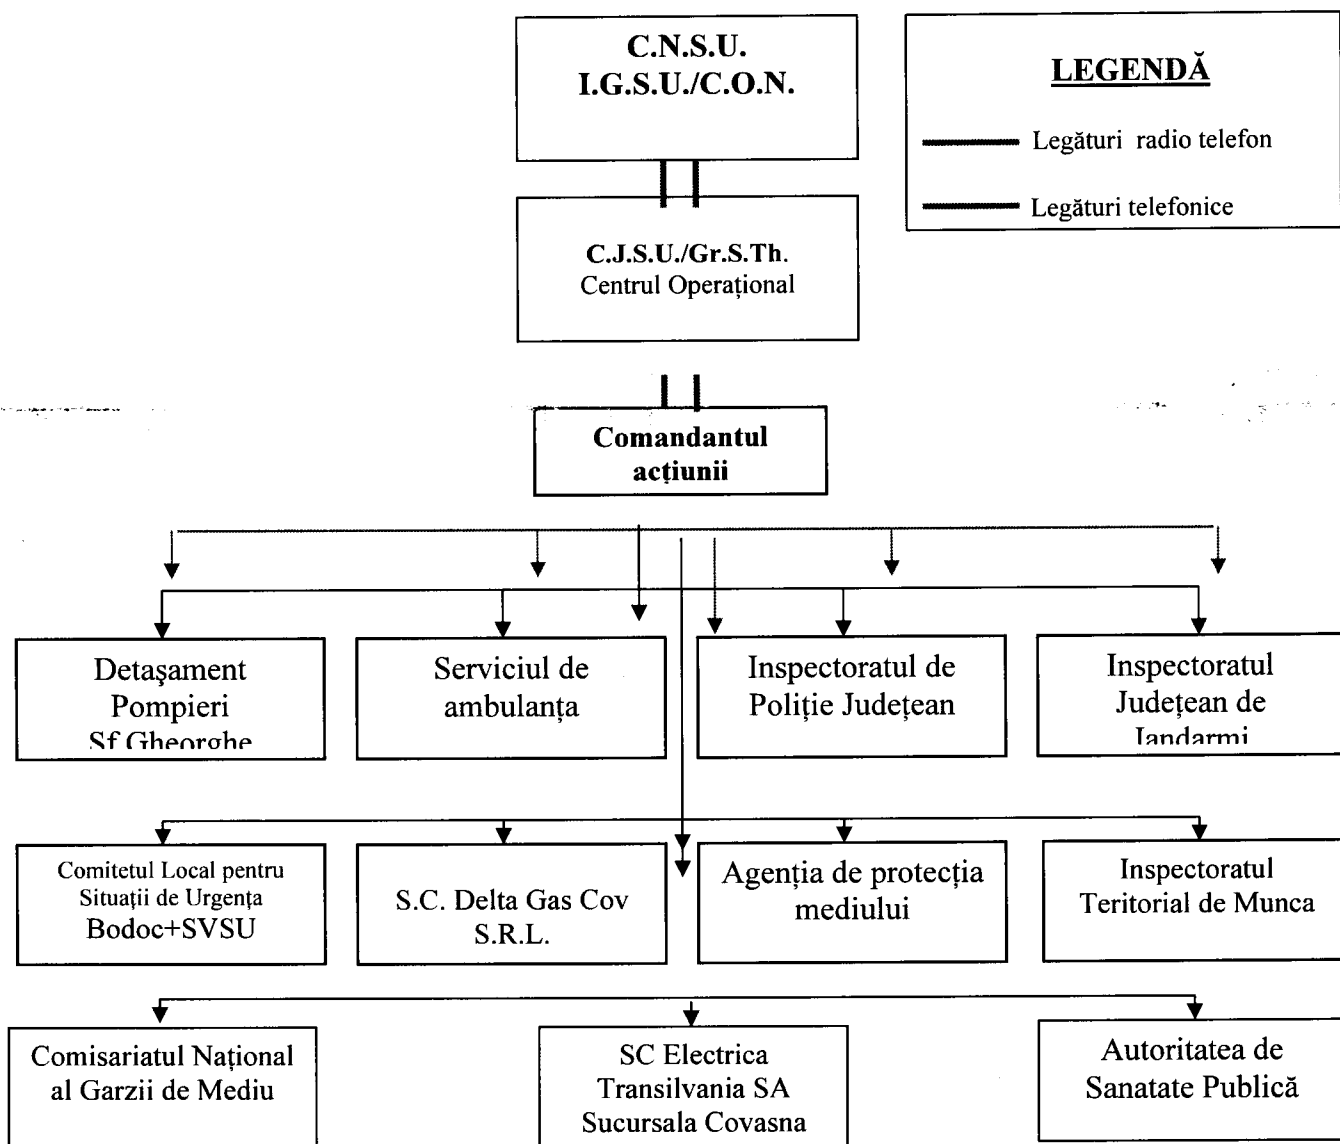 C.N.S.U.
I.G.S.U./C.O.N.
LEGENDĂ
Legături radio telefon
Legături telefonice
C.J.S.U./Gr.S.Th.
Centrul Operațional
Comandantul
acțiunii
Detaşament
Pompieri
Sf Gheorghe
Serviciul de
ambulanța
Inspectoratul de
Poliție Județean
Inspectoratul
Județean de
Jandarmi
Comitetul Local pentru
Situații de Urgența
Bodoc+SVSU
S.C. Delta Gas Cov
S.R.L.
Agenția de protecția
mediului
Inspectoratul
Teritorial de Munca
Comisariatul Național
al Garzii de Mediu
SC Electrica
Transilvania SA
Sucursala Covasna
Autoritatea de
Sanatate Publică